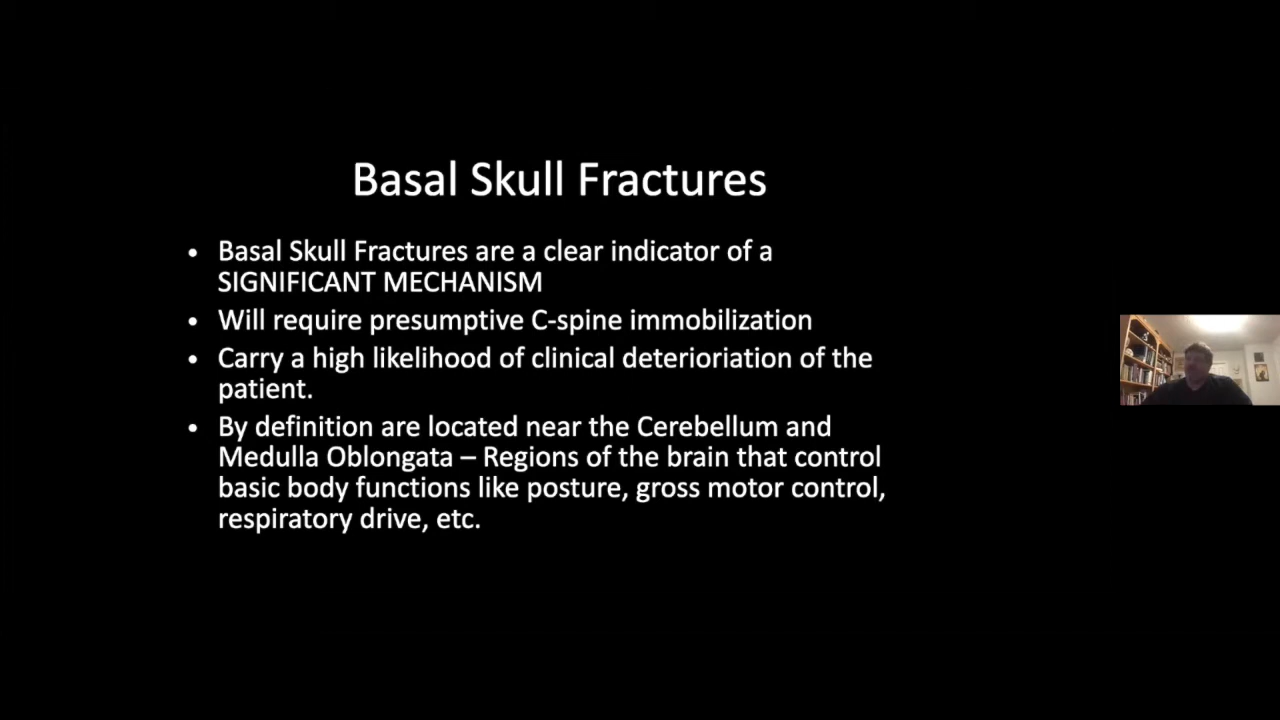 Basal Skull Fractures
• Basal Skull Fractures are a clear indicator of a
SIGNIFICANT MECHANISM
• Will require presumptive C-spine immobilization
• Carry a high likelihood of clinical deterioriation of the
patient.
• By definition are located near the Cerebellum and
Medulla Oblongata – Regions of the brain that control
basic body functions like posture, gross motor control,
respiratory drive, etc.